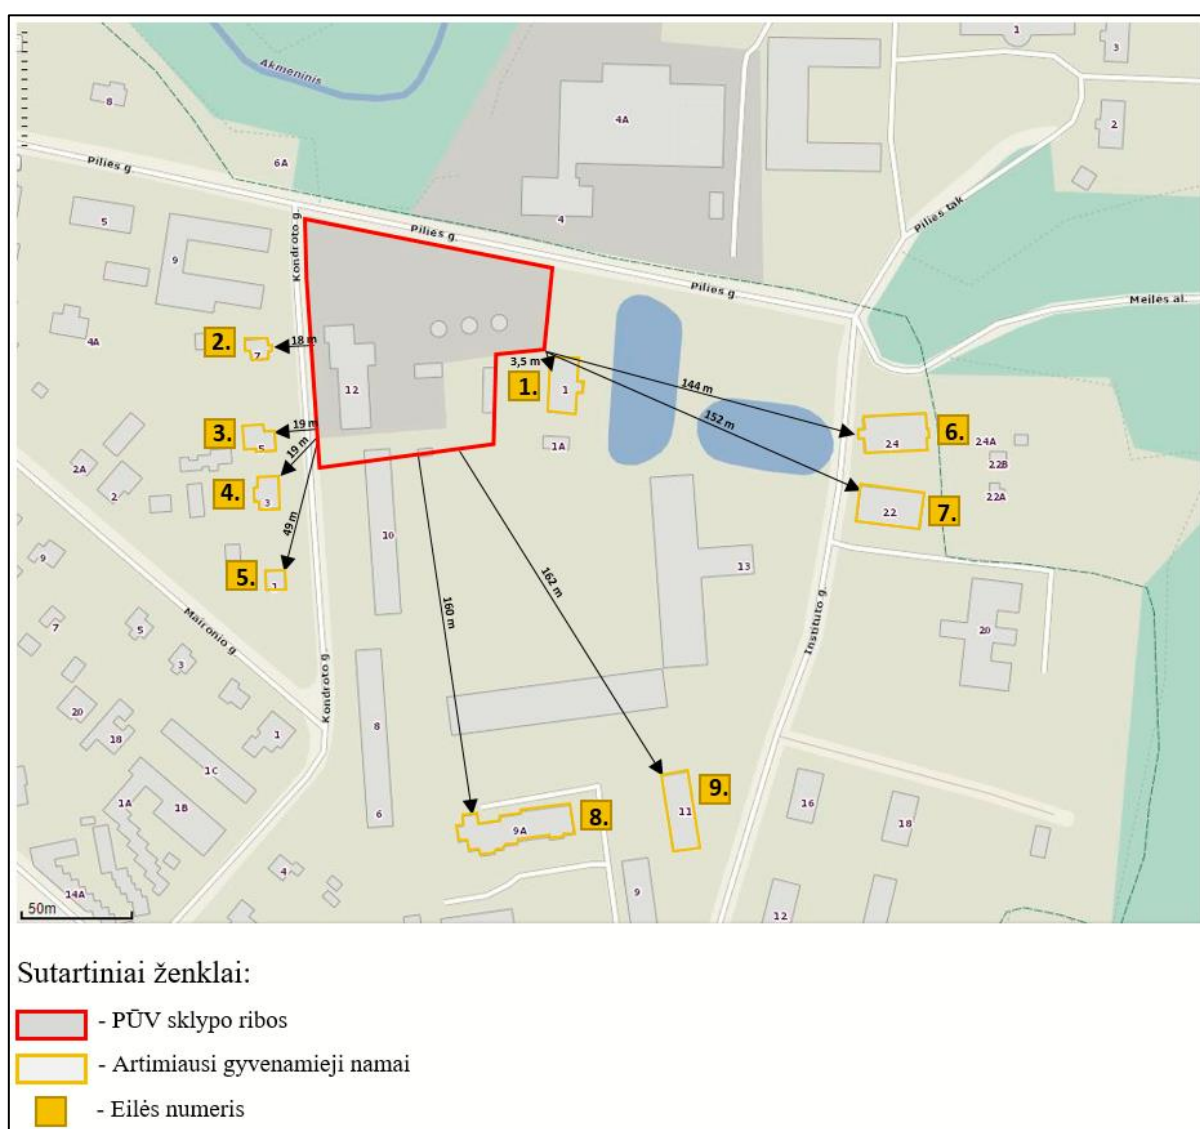 1
3
Akmeninis
8
4A
2
6A
Pilies g.
5
Kondroto g.
4
Pilies g.
Pilies tak
9
Pilies g.
Meilės al.
4A
2.
7
18 m
12
3,5 m
1.
1
144 m
152 m
3.
5
19 m
19 m
1A
24
6.
24A
22B
22A
2A
2
4.
3
22
7.
49 m
10
9
5.
1
13
162 m
160 m
Maironio g.
Instituto g.
7
5
3
20
20
18
1
Kondroto g.
8
1C
1A
1B
6
9A
8.
11
9.
16
18
14A
4
9
12
50m
Sutartiniai ženklai:
- PŪV sklypo ribos
- Artimiausi gyvenamieji namai
- Eilės numeris